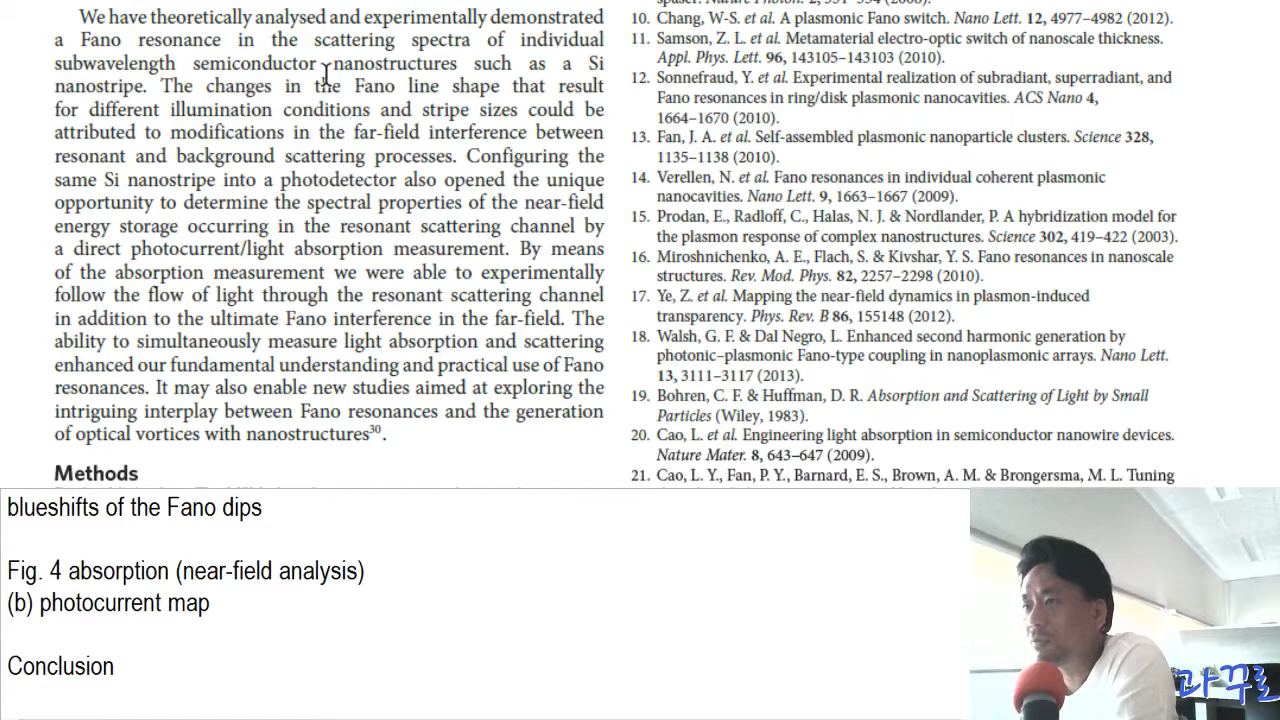 We have theoretically analysed and experimentally demonstrated
a Fano resonance in the scattering spectra of individual
subwavelength semiconductor nanostructures such as a Si
nanostripe. The changes in the Fano line shape that result
for different illumination conditions and stripe sizes could be
attributed to modifications in the far-field interference between
resonant and background scattering processes. Configuring the
same Si nanostripe into a photodetector also opened the unique
opportunity to determine the spectral properties of the near-field
energy storage occurring in the resonant scattering channel by
a direct photocurrent/light absorption measurement. By means
of the absorption measurement we were able to experimentally
follow the flow of light through the resonant scattering channel
in addition to the ultimate Fano interference in the far-field. The
ability to simultaneously measure light absorption and scattering
enhanced our fundamental understanding and practical use of Fano
resonances. It may also enable new studies aimed at exploring the
intriguing interplay between Fano resonances and the generation
of optical vortices with nanostructures³⁰.
Methods
10. Chang, W-S. et al. A plasmonic Fano switch. Nano Lett. 12, 4977–4982 (2012).
11. Samson, Z. L. et al. Metamaterial electro-optic switch of nanoscale thickness.
Appl. Phys. Lett. 96, 143105–143103 (2010).
12. Sonnefraud, Y. et al. Experimental realization of subradiant, superradiant, and
Fano resonances in ring/disk plasmonic nanocavities. ACS Nano 4,
1664–1670 (2010).
13. Fan, J. A. et al. Self-assembled plasmonic nanoparticle clusters. Science 328,
1135–1138 (2010).
14. Verellen, N. et al. Fano resonances in individual coherent plasmonic
nanocavities. Nano Lett. 9, 1663–1667 (2009).
15. Prodan, E., Radloff, C., Halas, N. J. & Nordlander, P. A hybridization model for
the plasmon response of complex nanostructures. Science 302, 419–422 (2003).
16. Miroshnichenko, A. E., Flach, S. & Kivshar, Y. S. Fano resonances in nanoscale
structures. Rev. Mod. Phys. 82, 2257–2298 (2010).
17. Ye, Z. et al. Mapping the near-field dynamics in plasmon-induced
transparency. Phys. Rev. B 86, 155148 (2012).
18. Walsh, G. F. & Dal Negro, L. Enhanced second harmonic generation by
photonic–plasmonic Fano-type coupling in nanoplasmonic arrays. Nano Lett.
13, 3111–3117 (2013).
19. Bohren, C. F. & Huffman, D. R. Absorption and Scattering of Light by Small
Particles (Wiley, 1983).
20. Cao, L. et al. Engineering light absorption in semiconductor nanowire devices.
Nature Mater. 8, 643–647 (2009).
21. Cao, L. Y., Fan, P. Y., Barnard, E. S., Brown, A. M. & Brongersma, M. L. Tuning
blueshifts of the Fano dips
Fig. 4 absorption (near-field analysis)
(b) photocurrent map
Conclusion
과꾸로